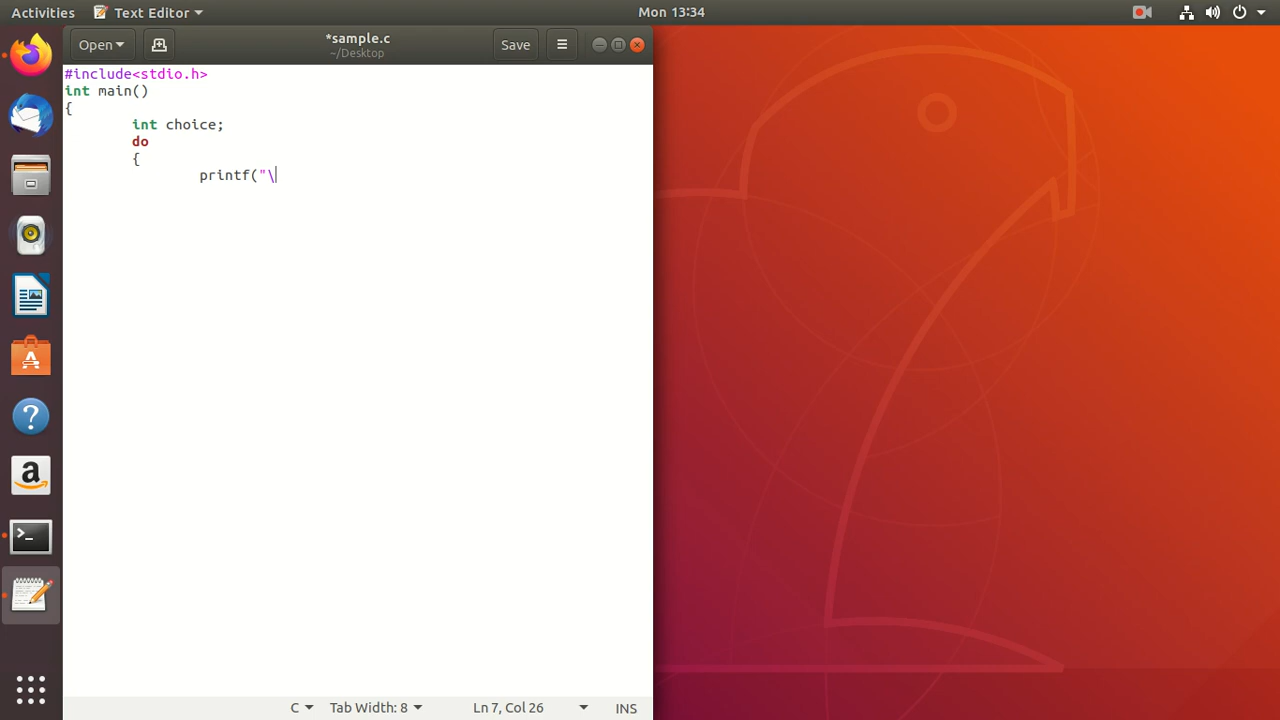 Activities Text Editor Mon 13:34
Open *sample.c Save
~/Desktop
#include<stdio.h>
int main()
{
int choice;
do
{
printf("\
C Tab Width: 8 Ln 7, Col 26 INS